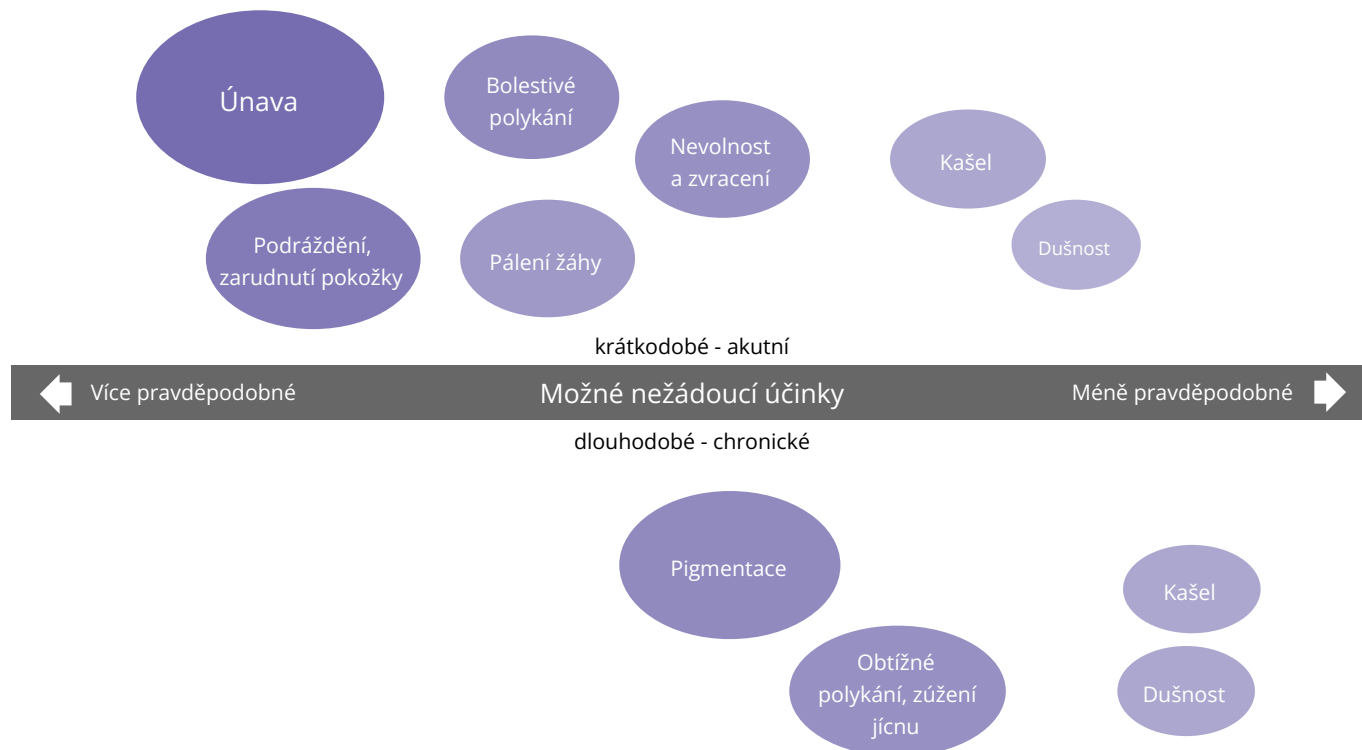 Únava
Bolestivé
polykání
Nevolnost
a zvracení
Kašel
Podráždění,
zarudnutí pokožky
Pálení žáhy
Dušnost
krátkodobé - akutní
Více pravděpodobné
Možné nežádoucí účinky
Méně pravděpodobné
dlouhodobé - chronické
Pigmentace
Kašel
Obtížné
polykání, zúžení
jícnu
Dušnost